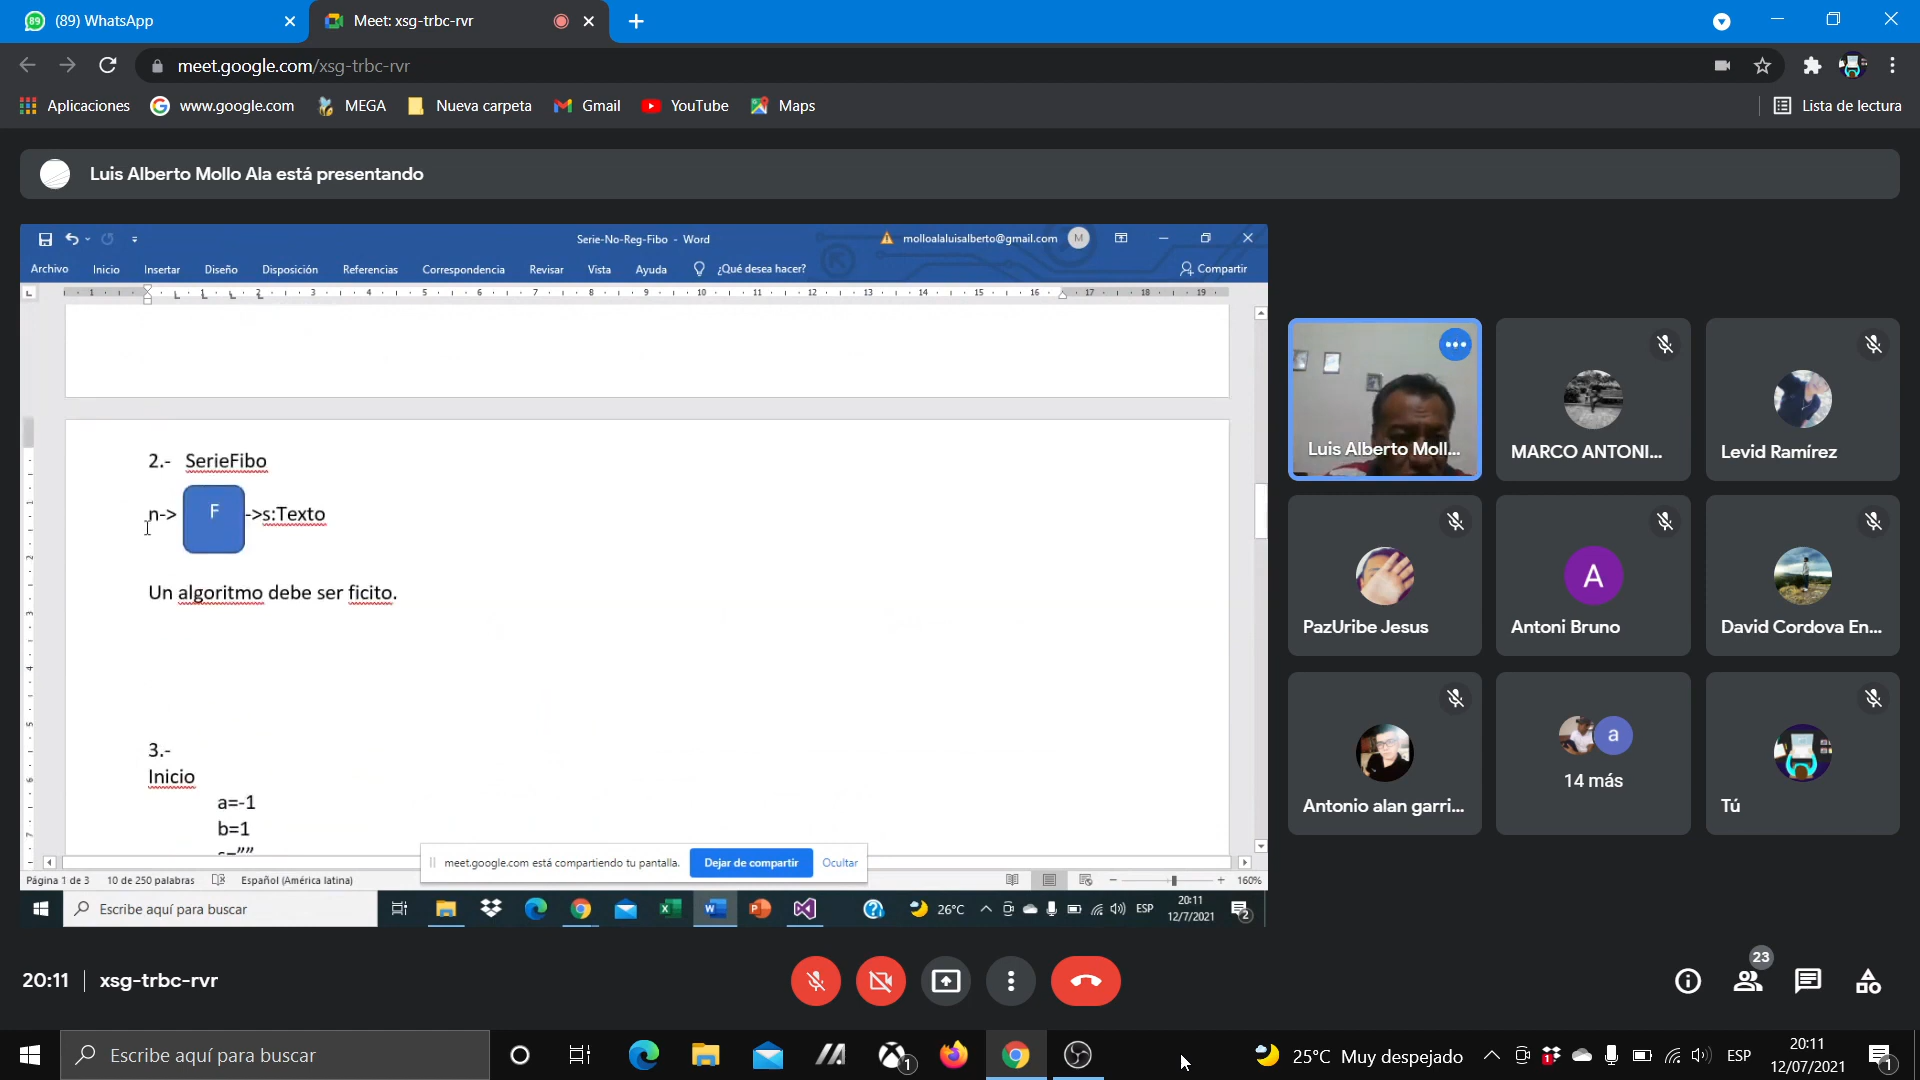 (89) WhatsApp
Meet: xsg-trbc-rvr
meet.google.com/xsg-trbc-rvr
Aplicaciones
www.google.com
MEGA
Nueva carpeta
Gmail
YouTube
Maps
Lista de lectura
Luis Alberto Mollo Ala está presentando
Serie-No-Reg-Fibo - Word
molloalaluisalberto@gmail.com
M
Archivo
Inicio
Insertar
Diseño
Disposición
Referencias
Correspondencia
Revisar
Vista
Ayuda
¿Qué desea hacer?
Compartir
2.- SerieFibo
n-> F ->s:Texto
Un algoritmo debe ser ficito.
3.-
Inicio
a=-1
b=1
s=""
meet.google.com está compartiendo tu pantalla.
Dejar de compartir
Ocultar
Página 1 de 3
10 de 250 palabras
Español (América latina)
160%
Escribe aquí para buscar
26°C
ESP
20:11
12/7/2021
2
Luis Alberto Moll...
MARCO ANTONI...
Levid Ramírez
PazUribe Jesus
A
Antoni Bruno
David Cordova En...
Antonio alan garri...
a
14 más
Tú
20:11
xsg-trbc-rvr
23
Escribe aquí para buscar
1
25°C Muy despejado
1
ESP
20:11
12/07/2021
1